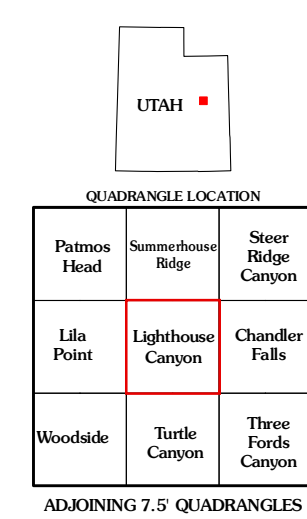 UTAH
QUADRANGLE LOCATION
Patmos
Head
Summerhouse
Ridge
Steer
Ridge
Canyon
Lila
Point
Lighthouse
Canyon
Chandler
Falls
Woodside
Turtle
Canyon
Three
Fords
Canyon
ADJOINING 7.5' QUADRANGLES